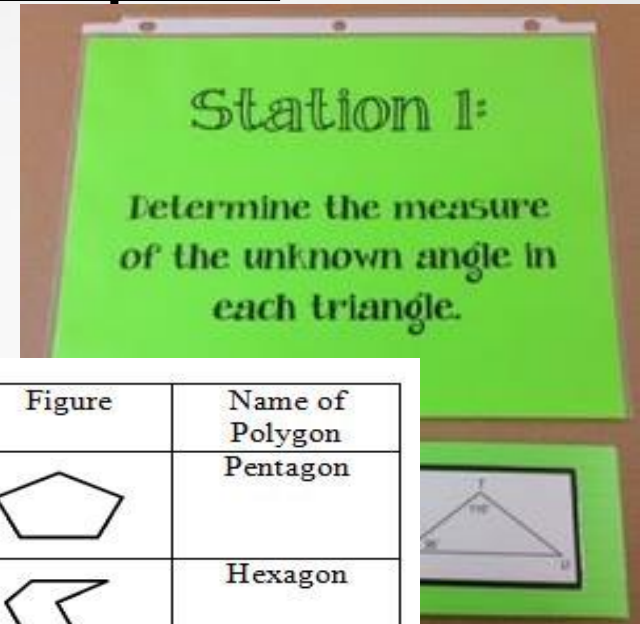 Station 1:
Determine the measure
of the unknown angle in
each triangle.
Figure
Name of
Polygon
Pentagon
Hexagon